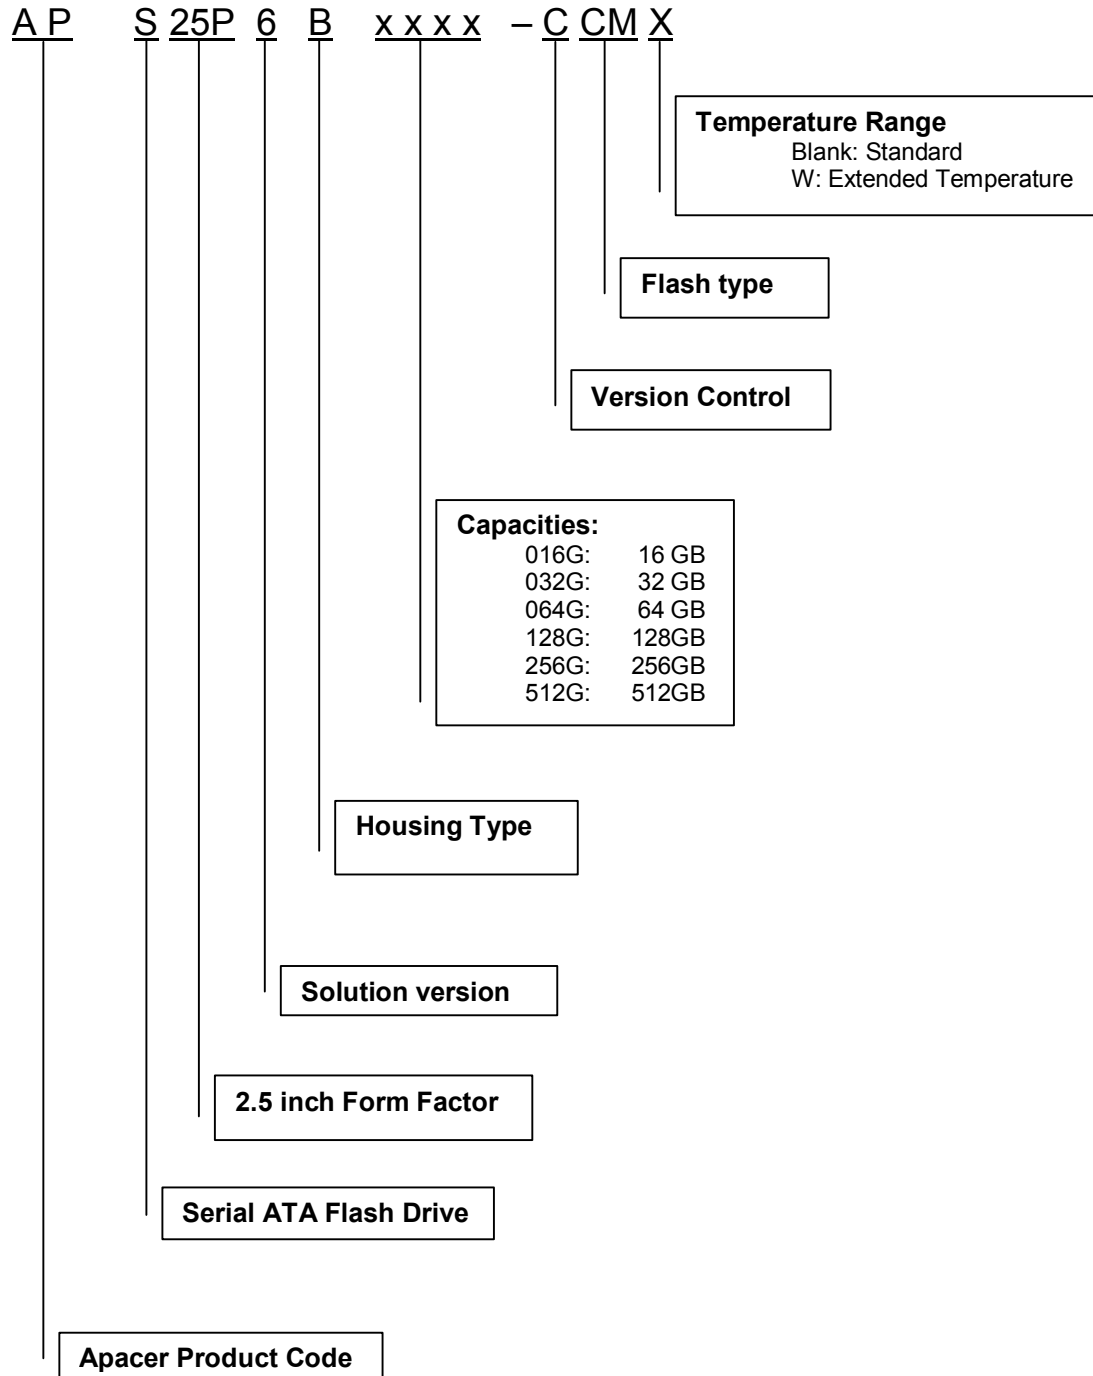 A P S 25P 6 B x x x x – C CM X
Temperature Range
Blank: Standard
W: Extended Temperature
Flash type
Version Control
Capacities:
016G: 16 GB
032G: 32 GB
064G: 64 GB
128G: 128GB
256G: 256GB
512G: 512GB
Housing Type
Solution version
2.5 inch Form Factor
Serial ATA Flash Drive
Apacer Product Code